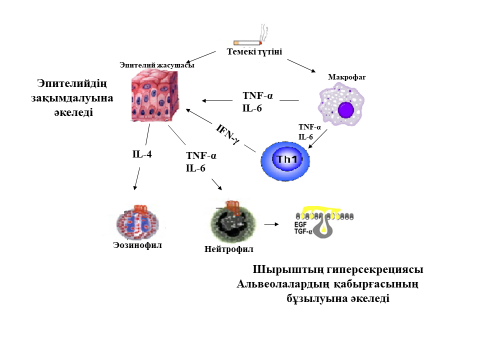 Темекі түтіні
Эпителий жасушасы
Макрофаг
Эпителийдің
зақымдалуына
әкеледі
TNF-α
IL-6
TNF-α
IL-6
IFN-γ
Th1
IL-4
TNF-α
IL-6
EGF
TGF-α
Эозинофил
Нейтрофил
Шырыштың гиперсекрециясы
Альвеолалардың қабырғасының
бұзылуына әкеледі